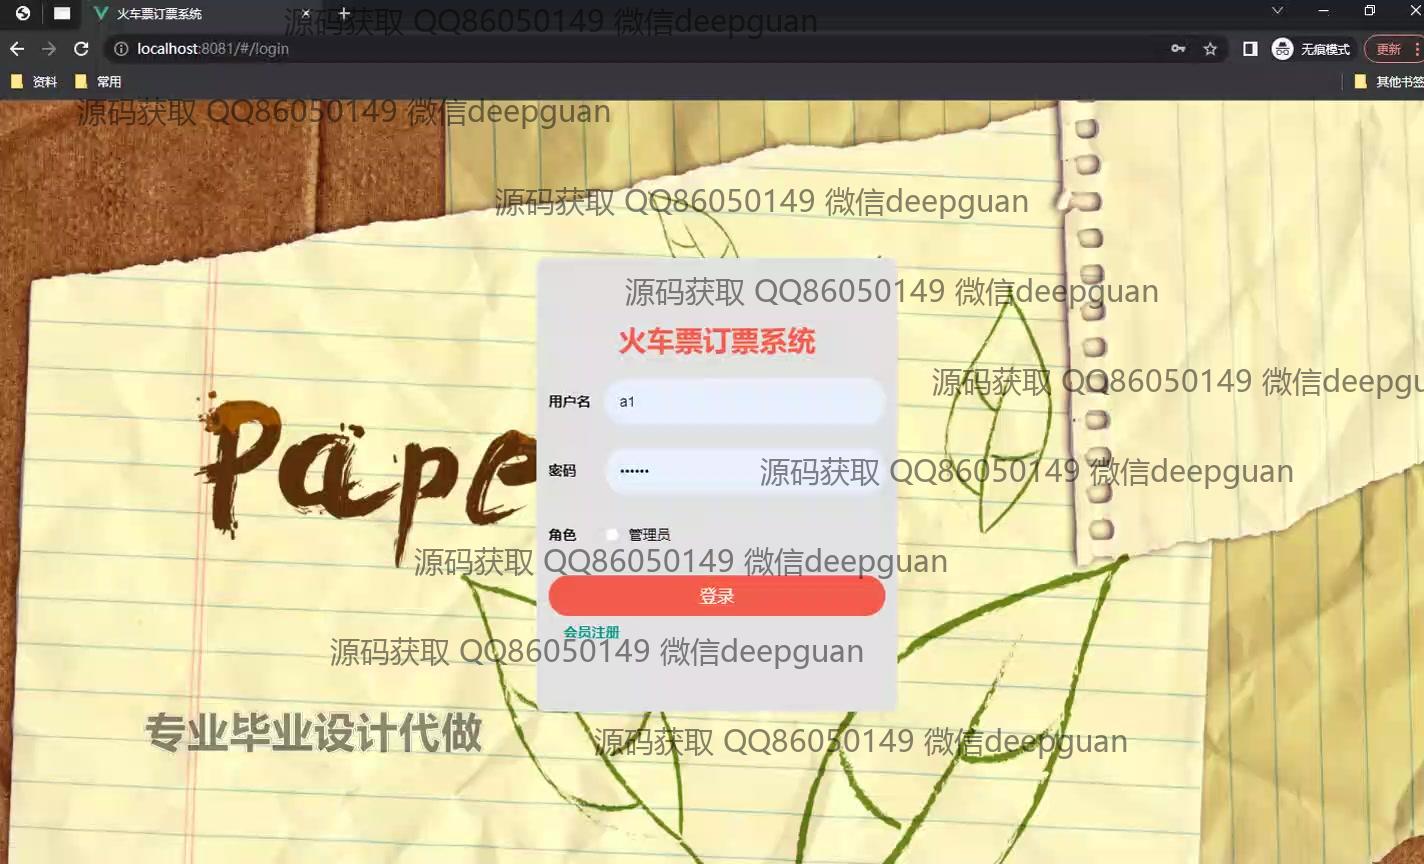 火车票订票系统
源码获取 QQ86050149 微信deepguan
localhost:8081/#/login
无痕模式
更新
资料
常用
其他书签
源码获取 QQ86050149 微信deepguan
源码获取 QQ86050149 微信deepguan
源码获取 QQ86050149 微信deepguan
火车票订票系统
源码获取 QQ86050149 微信deepgu
用户名
a1
Pape
密码
••••••
源码获取 QQ86050149 微信deepguan
角色
管理员
源码获取 QQ86050149 微信deepguan
登录
会员注册
源码获取 QQ86050149 微信deepguan
专业毕业设计代做
源码获取 QQ86050149 微信deepguan